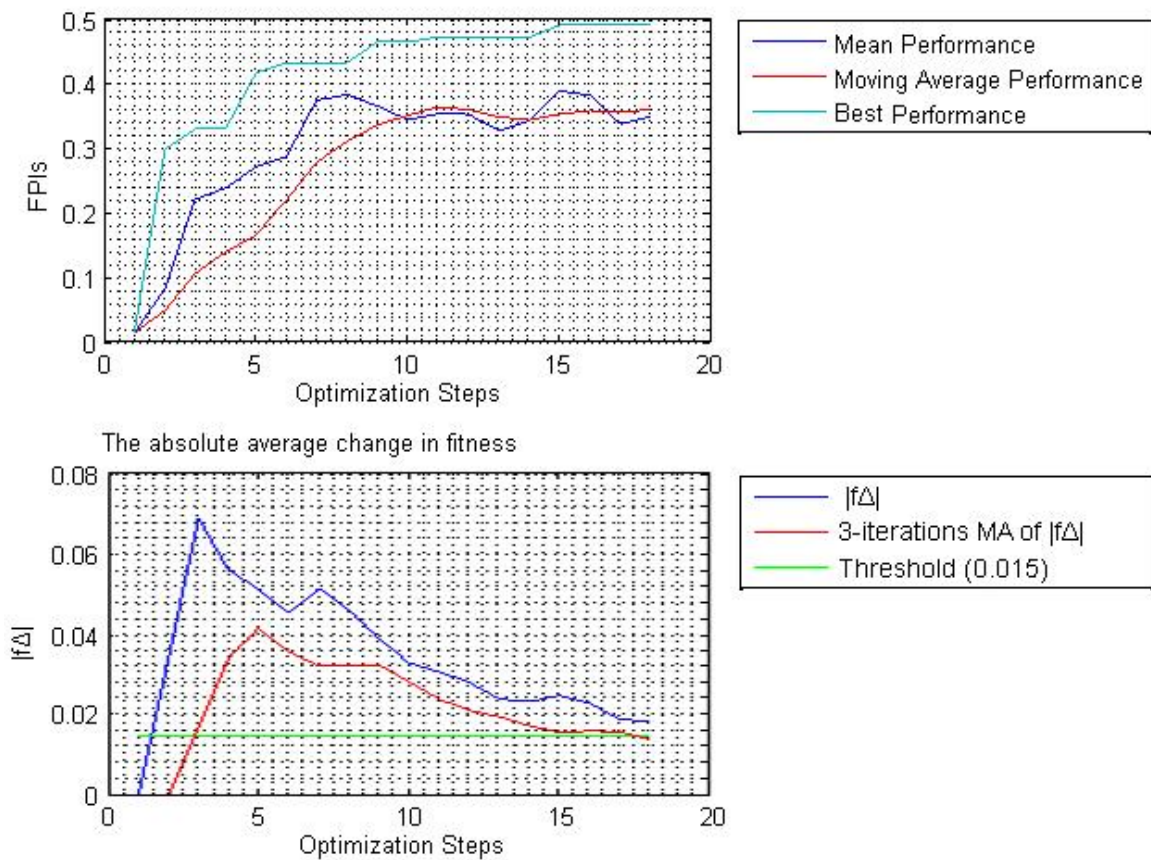 0.5
0.4
0.3
0.2
0.1
0
FPIs
0
5
10
15
20
Optimization Steps
Mean Performance
Moving Average Performance
Best Performance
The absolute average change in fitness
0.08
0.06
0.04
0.02
0
|fΔ|
0
5
10
15
20
Optimization Steps
|fΔ|
3-iterations MA of |fΔ|
Threshold (0.015)